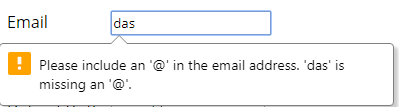 Email das
Please include an '@' in the email address. 'das' is
missing an '@'.